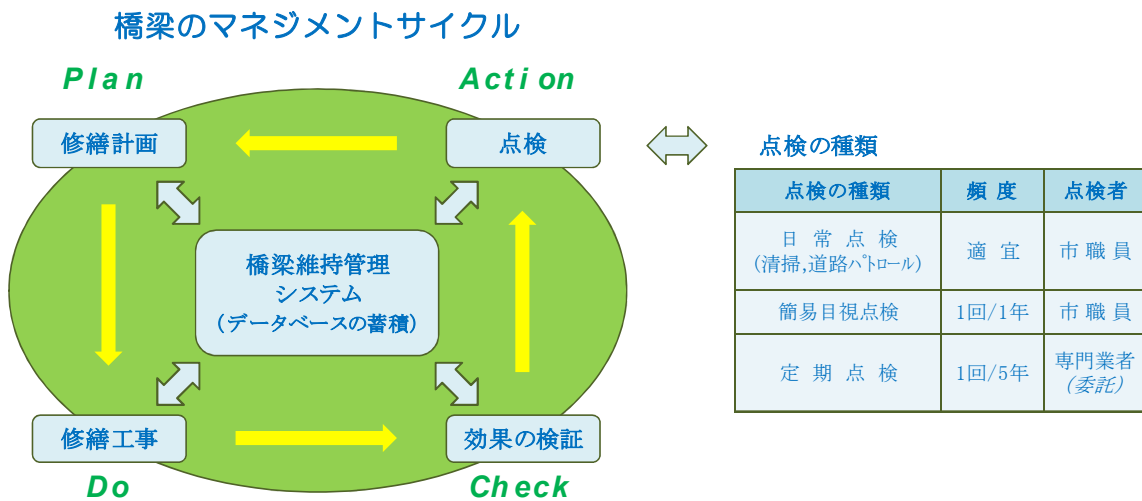 橋梁のマネジメントサイクル
Plan
Action
修繕計画
点検
橋梁維持管理
システム
(データベースの蓄積)
修繕工事
効果の検証
Do
Check
点検の種類
点検の種類 頻度 点検者
日常点検
(清掃,道路パトロール)
適宜 市職員
簡易目視点検 1回/1年 市職員
定期点検 1回/5年 専門業者
(委託)